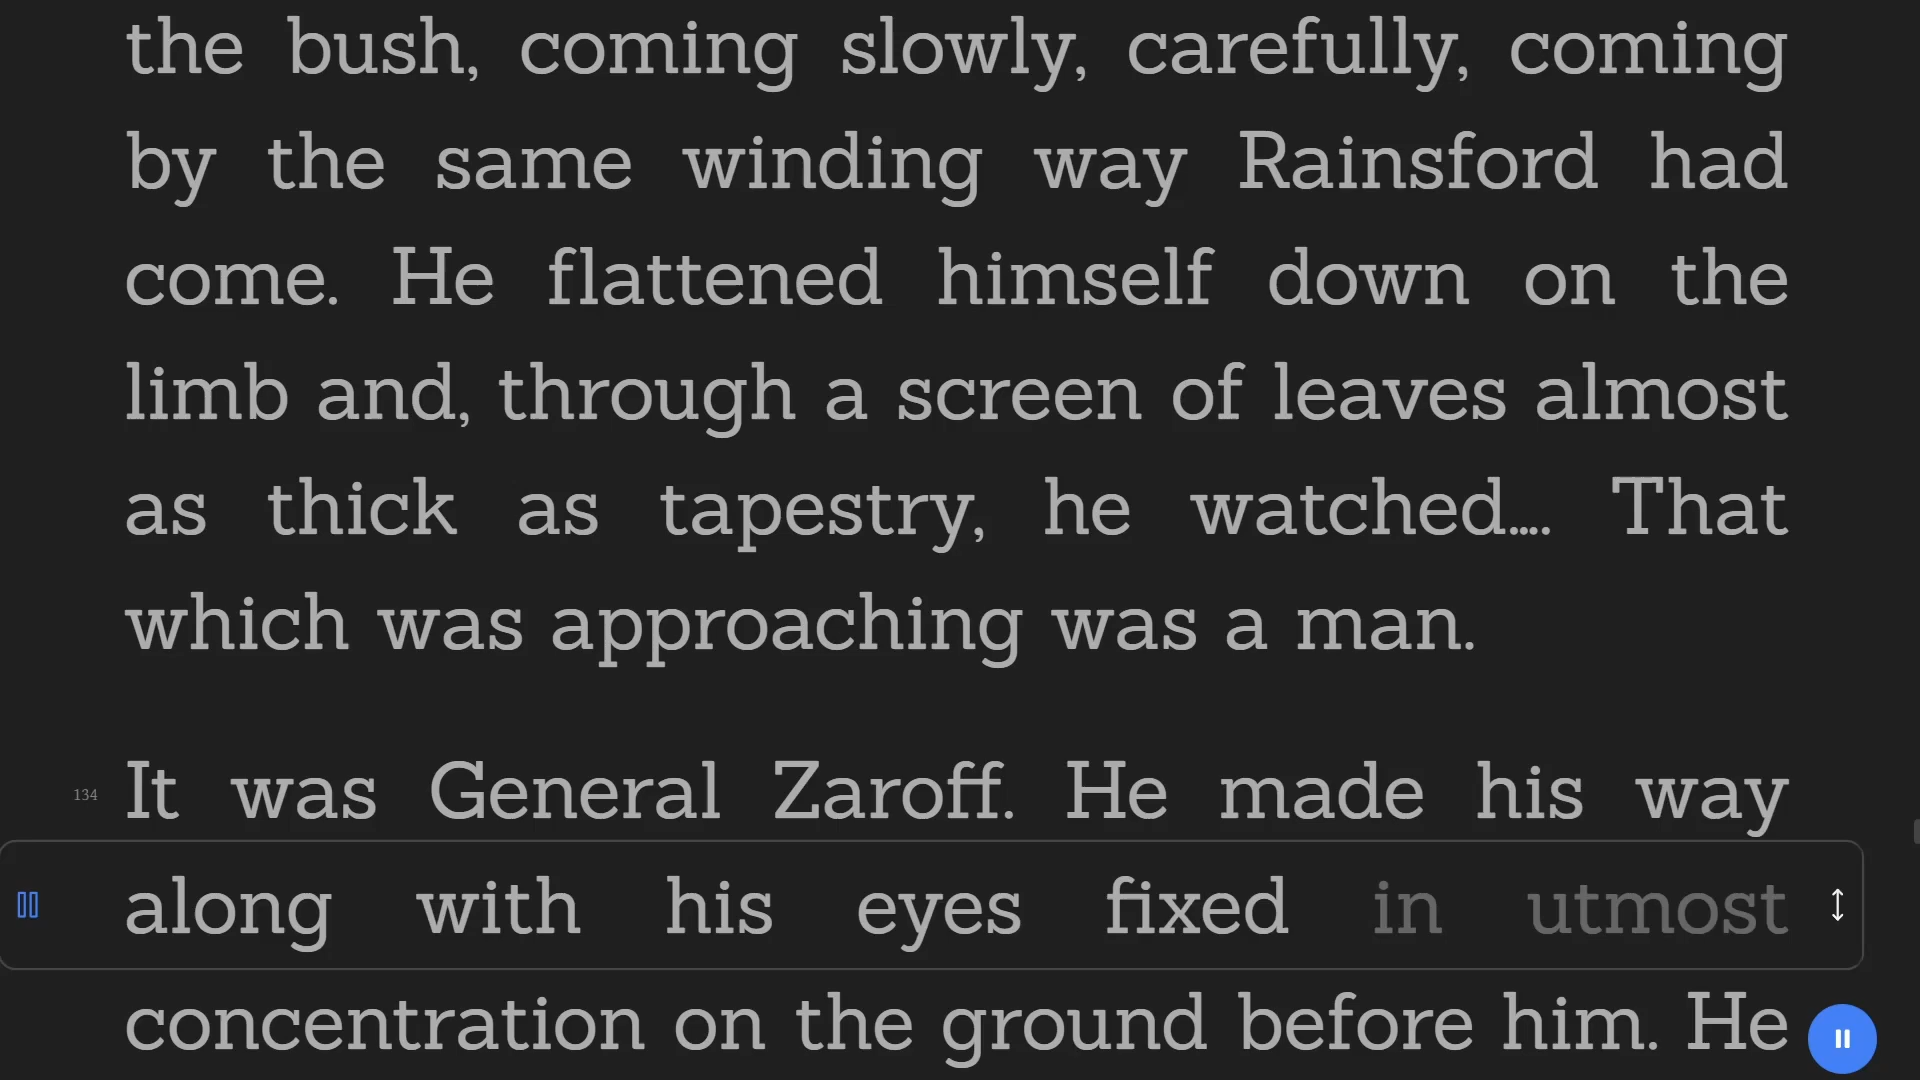 the bush, coming slowly, carefully, coming
by the same winding way Rainsford had
come. He flattened himself down on the
limb and, through a screen of leaves almost
as thick as tapestry, he watched.... That
which was approaching was a man.
134 It was General Zaroff. He made his way
along with his eyes fixed in utmost
concentration on the ground before him. He